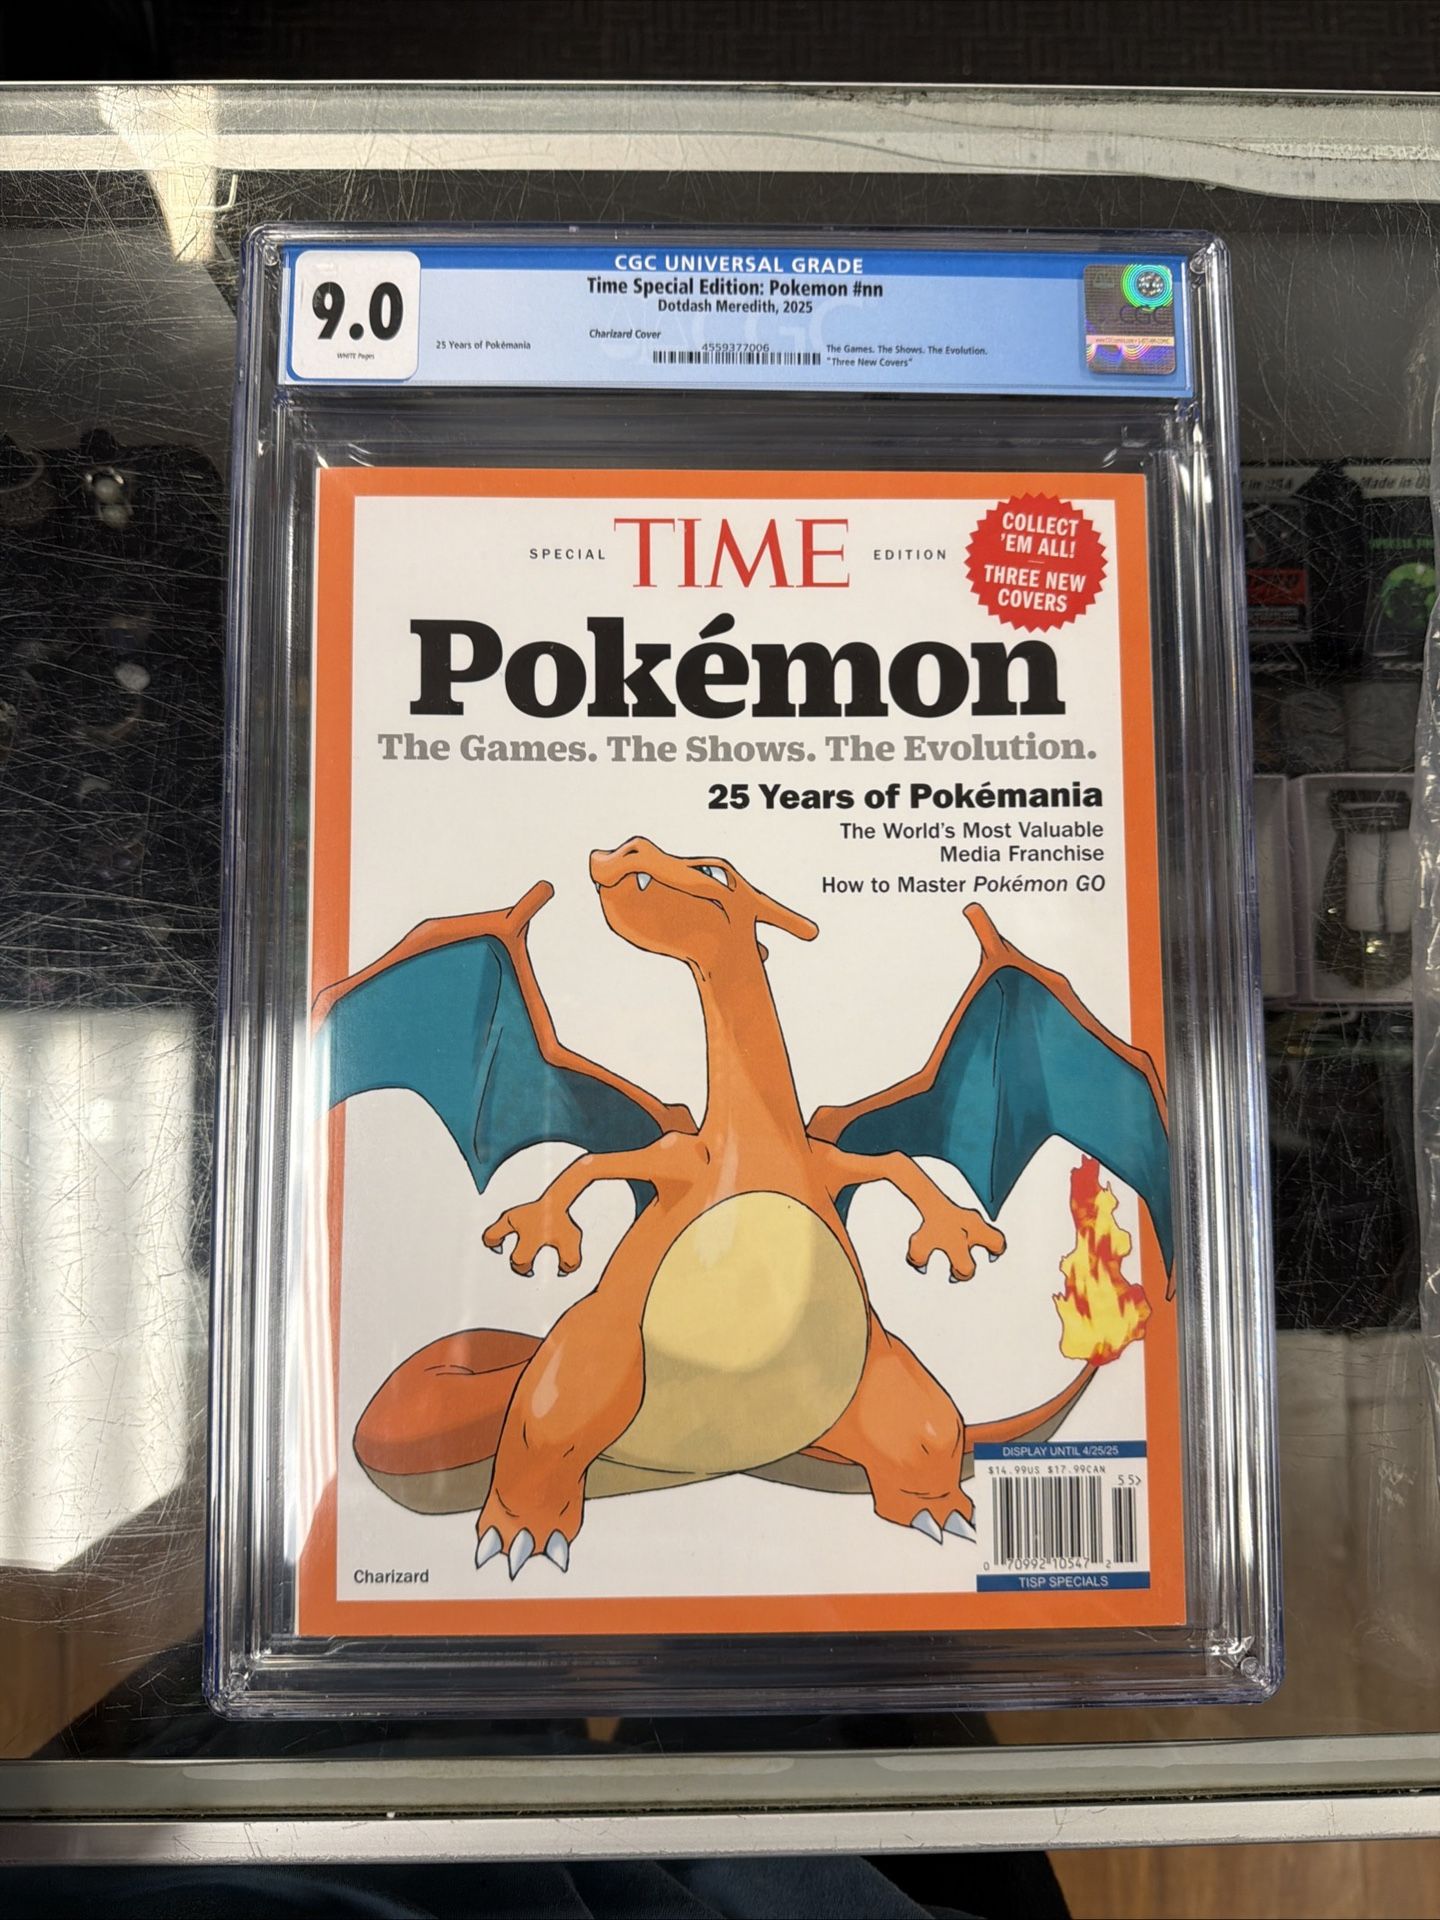 CGC UNIVERSAL GRADE
9.0
WHITE Pages
Time Special Edition: Pokemon #nn
Dotdash Meredith, 2025
25 Years of Pokémania
Charizard Cover
4559377006
The Games. The Shows. The Evolution.
"Three New Covers"
CGC
SPECIAL TIME EDITION
COLLECT
'EM ALL!
THREE NEW
COVERS
Pokémon
The Games. The Shows. The Evolution.
25 Years of Pokémania
The World's Most Valuable
Media Franchise
How to Master Pokémon GO
Charizard
DISPLAY UNTIL 4/25/25
$14.99US $17.99CAN
55>
0 70992 10547 2
TISP SPECIALS